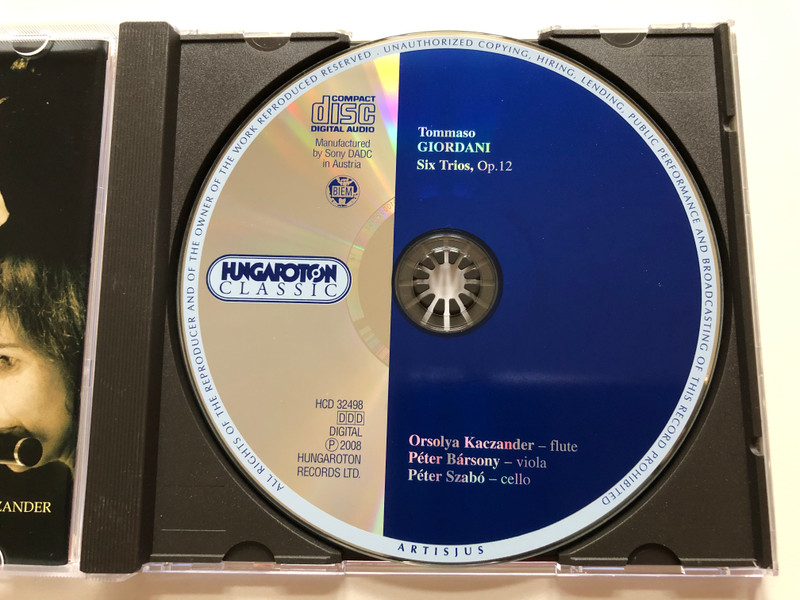 ALL RIGHTS OF THE REPRODUCER AND OF THE OWNER OF THE WORK REPRODUCED RESERVED . UNAUTHORIZED COPYING, HIRING, LENDING, PUBLIC PERFORMANCE AND BROADCASTING OF THIS RECORD PROHIBITED
COMPACT
disc
DIGITAL AUDIO
Manufactured
by Sony DADC
in Austria
BIEM
HUNGAROTON
CLASSIC
HCD 32498
DDD
DIGITAL
℗ 2008
HUNGAROTON
RECORDS LTD.
Tommaso
GIORDANI
Six Trios, Op.12
Orsolya Kaczander – flute
Péter Bársony – viola
Péter Szabó – cello
ARTISJUS
ZANDER